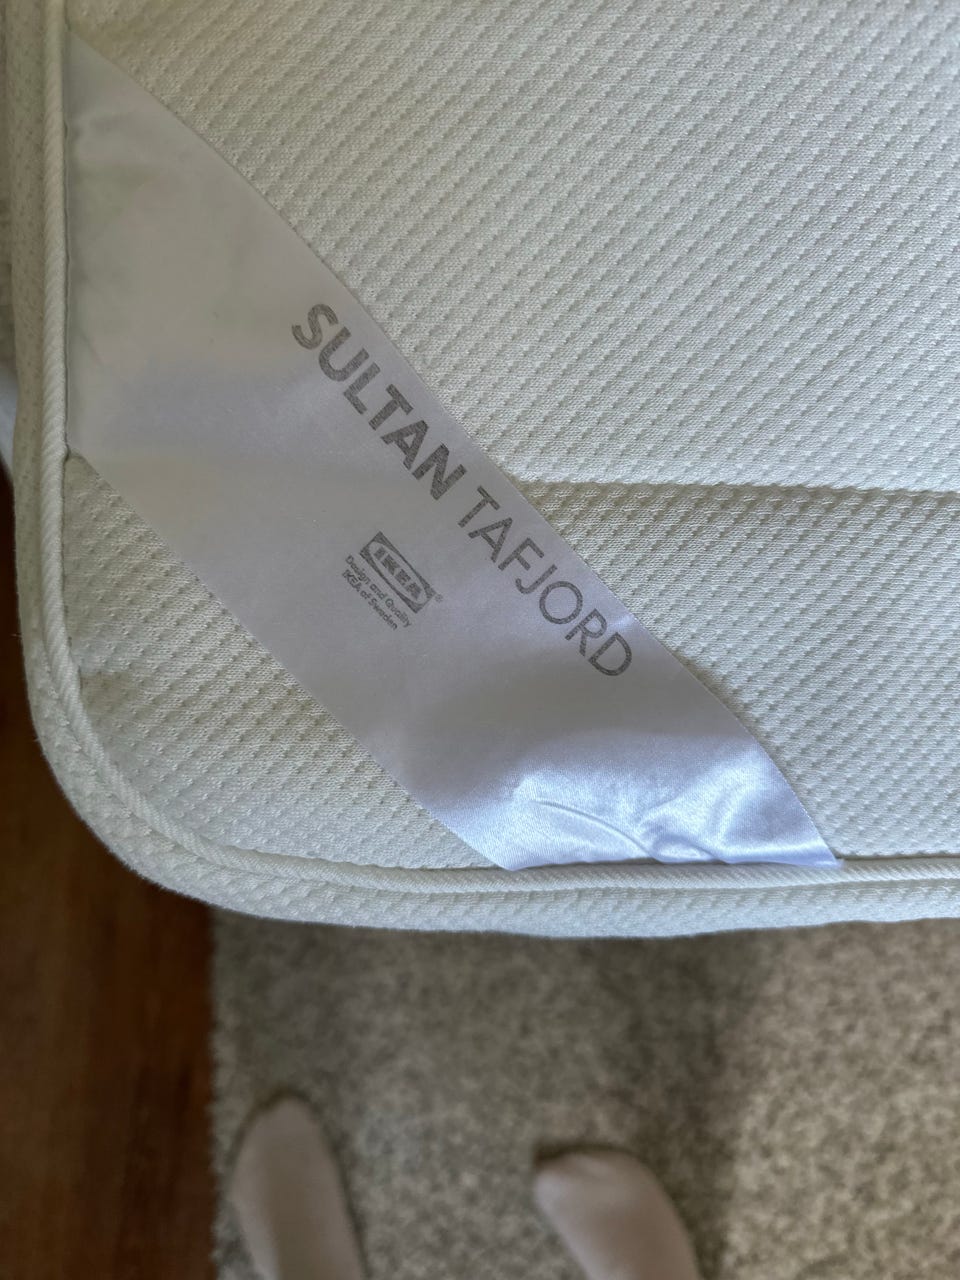 SULTAN TAFJORD
IKEA®
Design and Quality
IKEA of Sweden